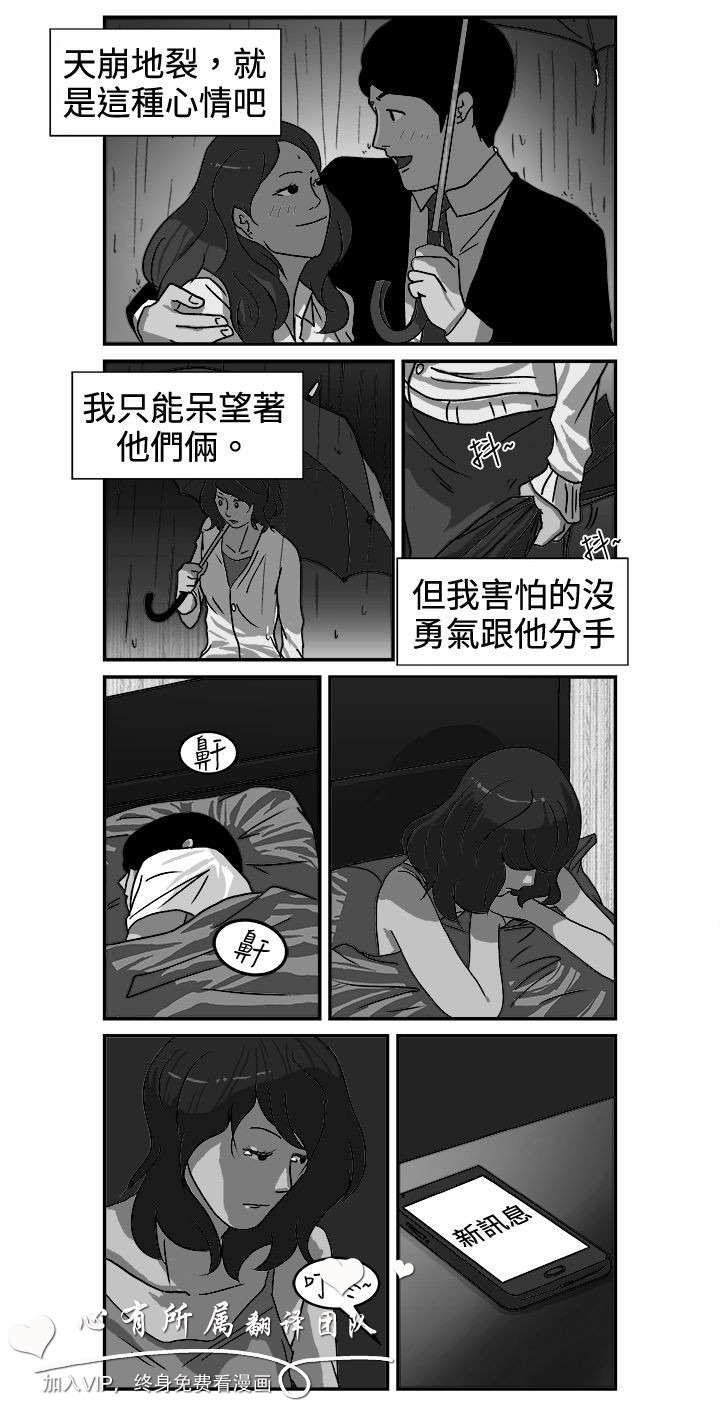 天崩地裂，就
是這種心情吧
我只能呆望著
他們倆。
抖~
抖~
但我害怕的沒
勇氣跟他分手
鼾
鼾
新訊息
叮
心有所属翻译团队
加入VIP，终身免费看漫画